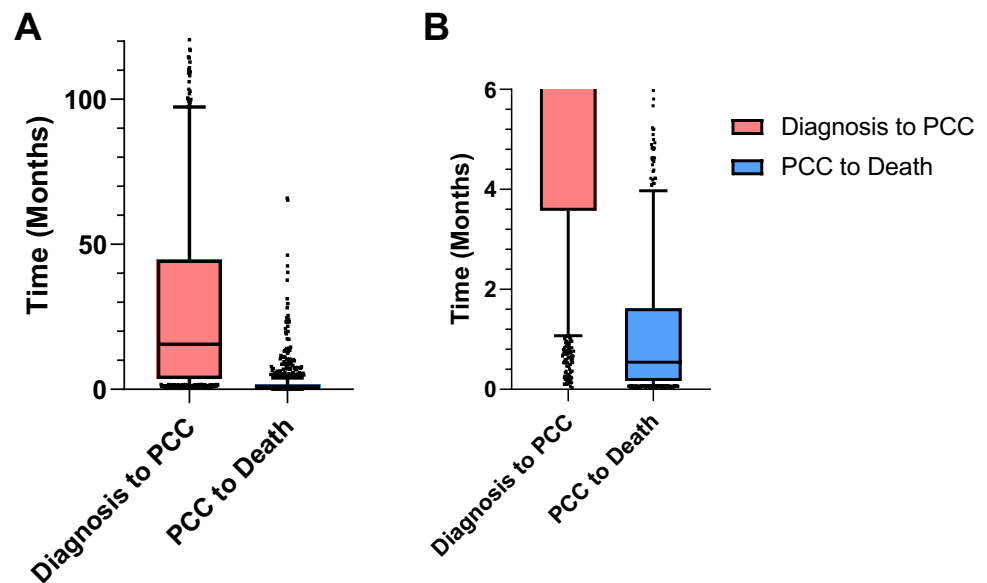 A
Time (Months)
100
50
0
Diagnosis to PCC
PCC to Death
B
Time (Months)
6
4
2
0
Diagnosis to PCC
PCC to Death
Diagnosis to PCC
PCC to Death